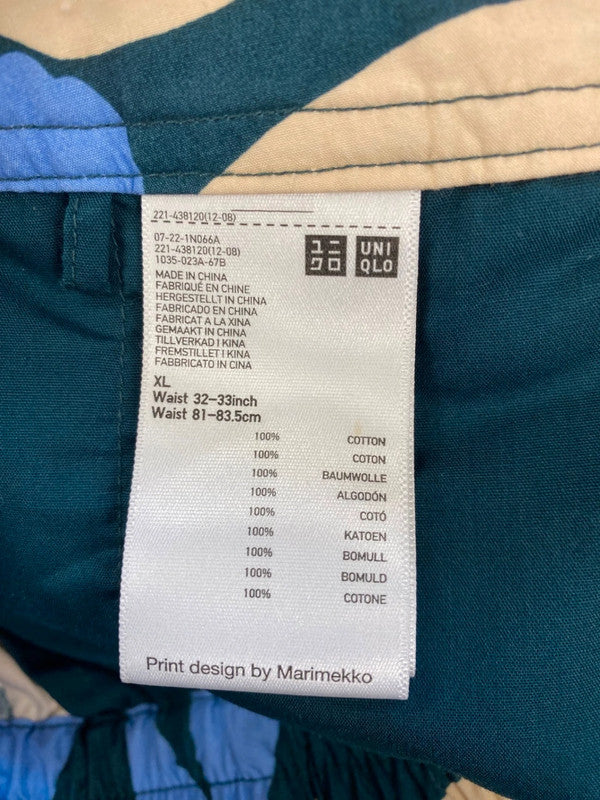 221-438120(12-08)
07-22-1N066A
221-438120(12-08)
1035-023A-67B
ユニ
クロ
UNI
QLO
MADE IN CHINA
FABRIQUÉ EN CHINE
HERGESTELLT IN CHINA
FABRICADO EN CHINA
FABRICAT A LA XINA
GEMAAKT IN CHINA
TILLVERKAD I KINA
FREMSTILLET I KINA
FABBRICATO IN CINA
XL
Waist 32-33inch
Waist 81-83.5cm
100% COTTON
100% COTON
100% BAUMWOLLE
100% ALGODÓN
100% COTÓ
100% KATOEN
100% BOMULL
100% BOMULD
100% COTONE
Print design by Marimekko